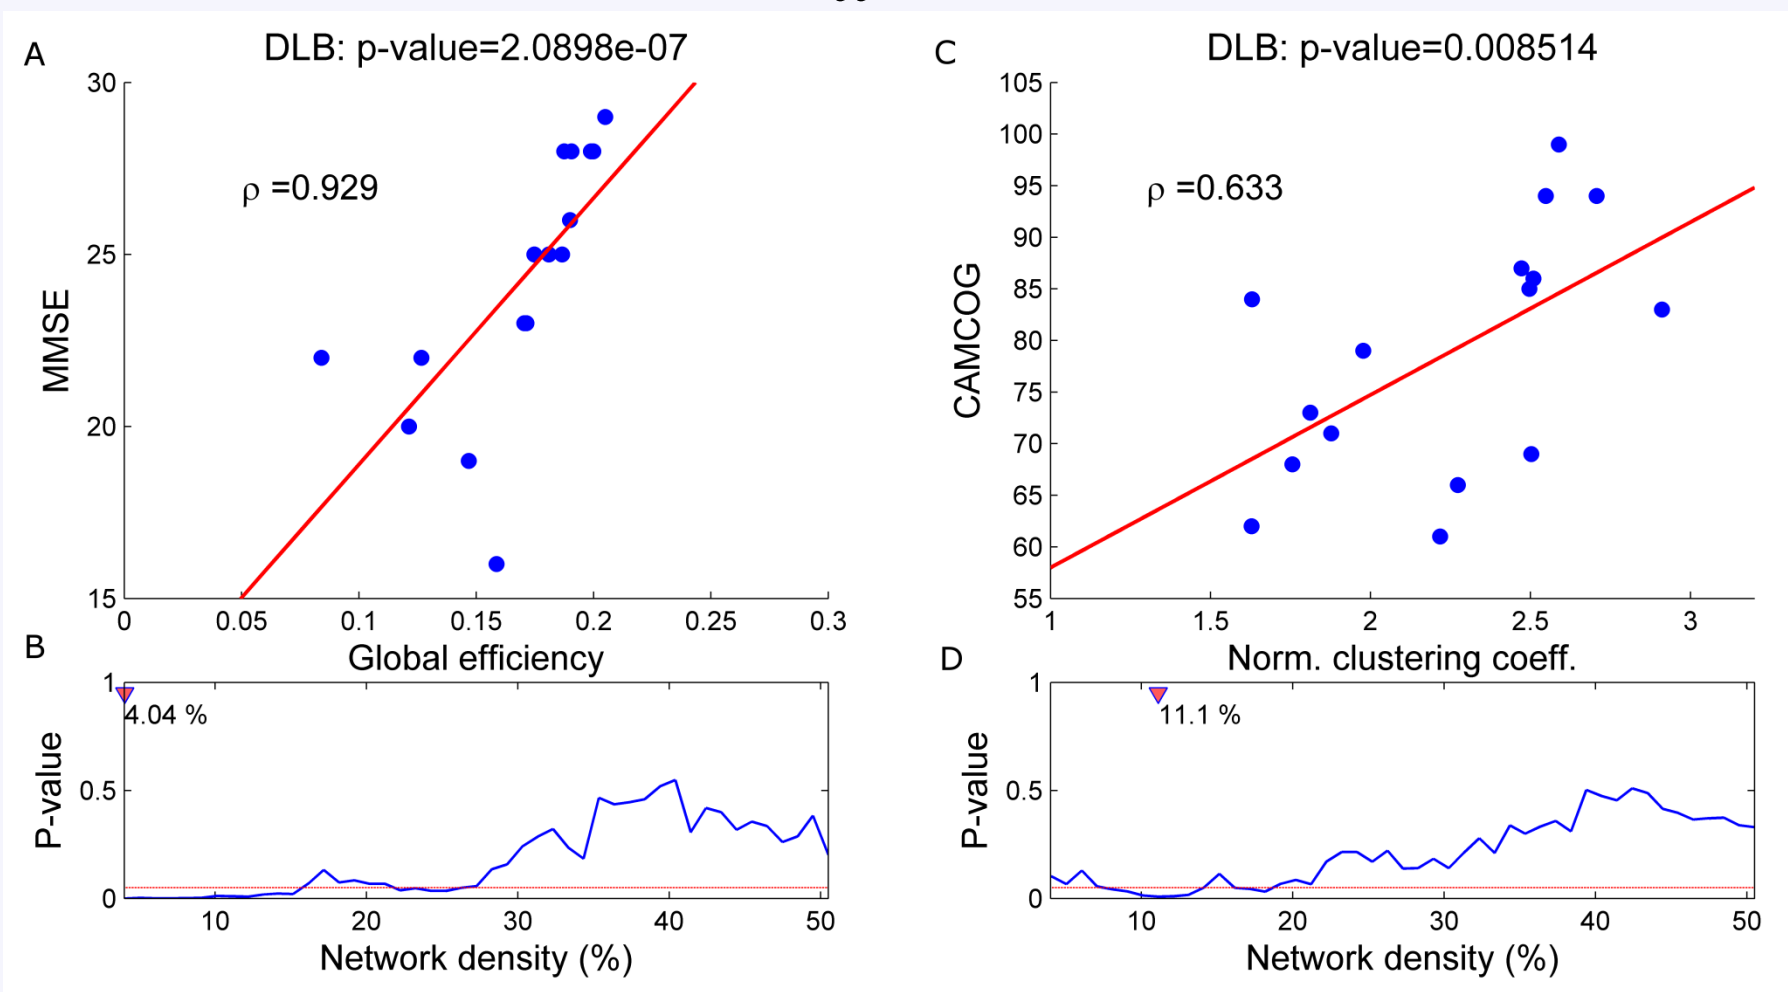 A
DLB: p-value=2.0898e-07
30
25
20
15
MMSE
ρ =0.929
0 0.05 0.1 0.15 0.2 0.25 0.3
Global efficiency
B
1
0.5
0
P-value
4.04 %
10 20 30 40 50
Network density (%)
C
DLB: p-value=0.008514
105
100
95
90
85
80
75
70
65
60
55
CAMCOG
ρ =0.633
1 1.5 2 2.5 3
Norm. clustering coeff.
D
1
0.5
0
P-value
11.1 %
10 20 30 40 50
Network density (%)